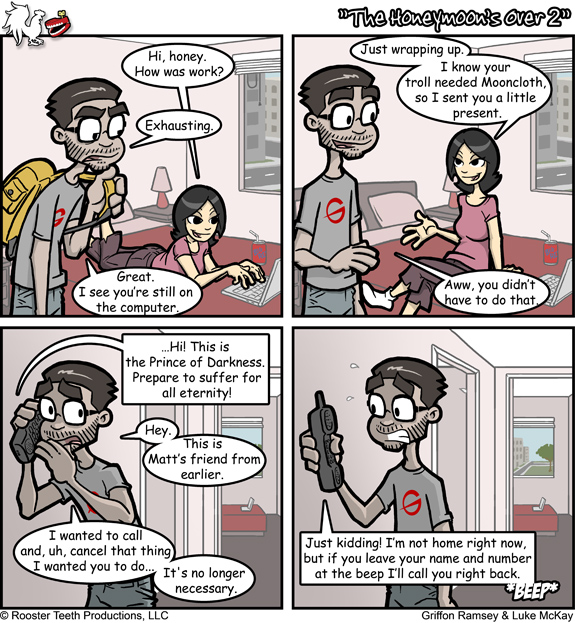 "The Honeymoon's Over 2"
Hi, honey.
How was work?
Exhausting.
Great.
I see you're still on
the computer.
Just wrapping up.
I know your
troll needed Mooncloth,
so I sent you a little
present.
Aww, you didn't
have to do that.
...Hi! This is
the Prince of Darkness.
Prepare to suffer for
all eternity!
Hey.
This is
Matt's friend from
earlier.
I wanted to call
and, uh, cancel that thing
I wanted you to do...
It's no longer
necessary.
Just kidding! I'm not home right now,
but if you leave your name and number
at the beep I'll call you right back.
*BEEP*
© Rooster Teeth Productions, LLC
Griffon Ramsey & Luke McKay